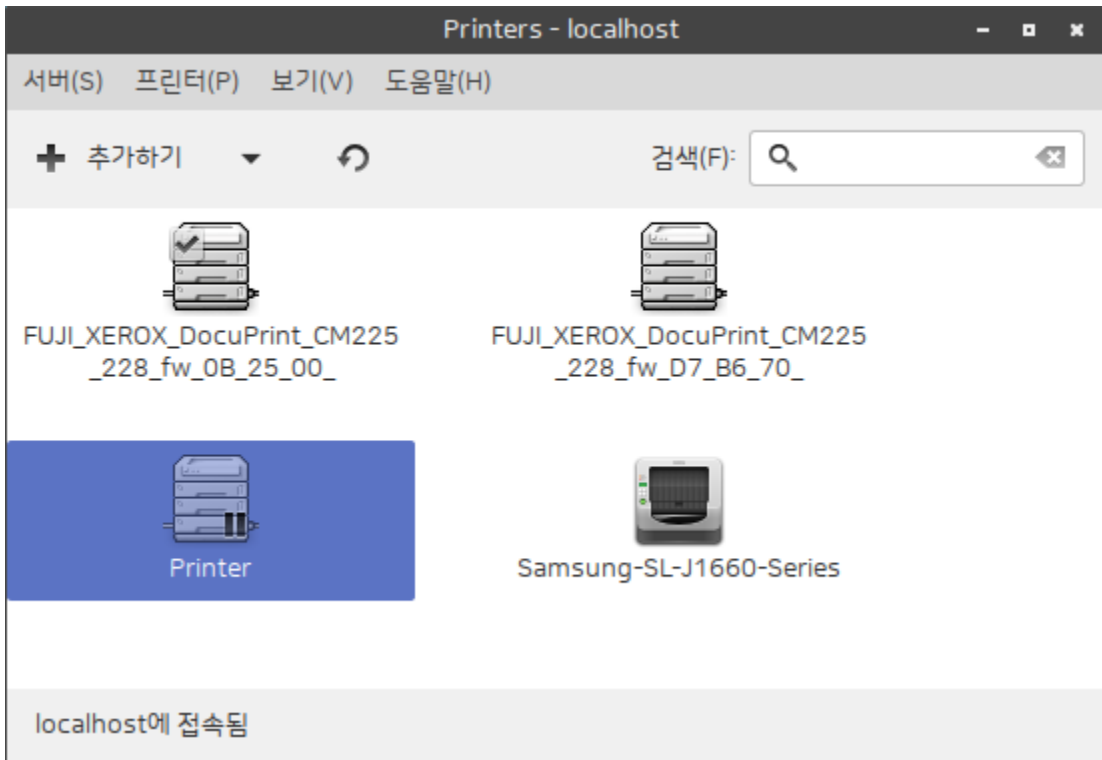 Printers - localhost
서버(S) 프린터(P) 보기(V) 도움말(H)
추가하기 검색(F):
FUJI_XEROX_DocuPrint_CM225
_228_fw_0B_25_00_
FUJI_XEROX_DocuPrint_CM225
_228_fw_D7_B6_70_
Printer
Samsung-SL-J1660-Series
localhost에 접속됨